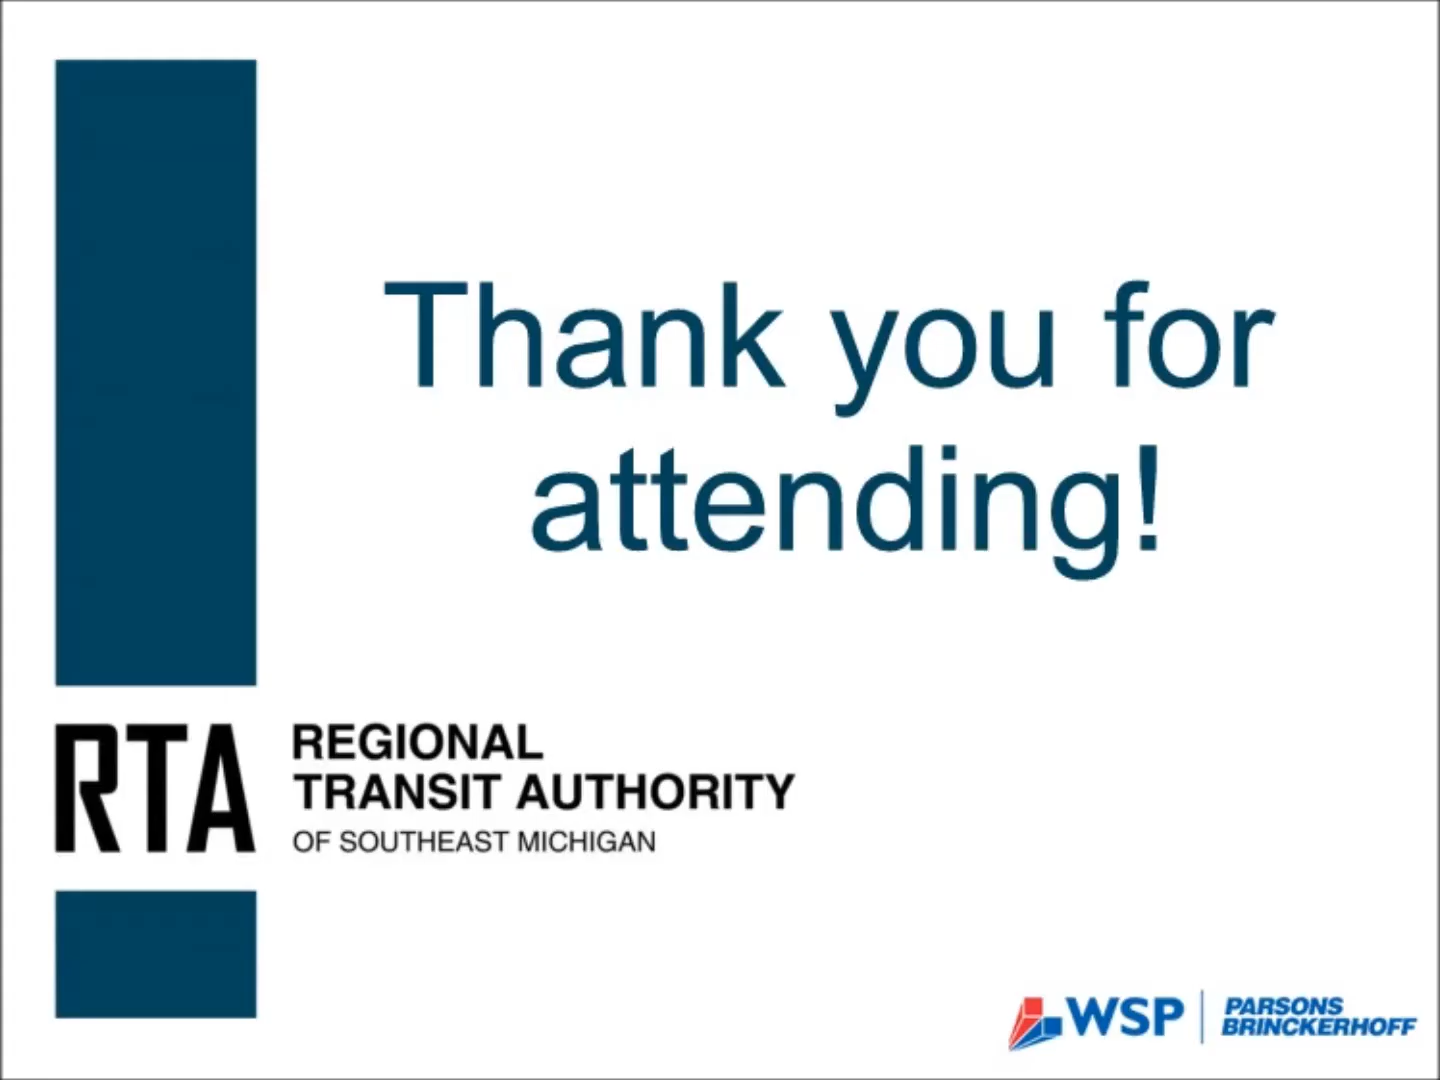 Thank you for
attending!
RTA
REGIONAL
TRANSIT AUTHORITY
OF SOUTHEAST MICHIGAN
WSP
PARSONS
BRINCKERHOFF